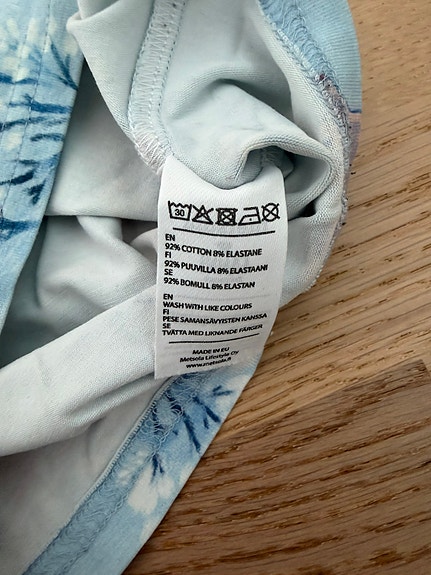 30
EN
92% COTTON 8% ELASTANE
FI
92% PUUVILLA 8% ELASTAANI
SE
92% BOMULL 8% ELASTAN
EN
WASH WITH LIKE COLOURS
FI
PESE SAMANSÄVYISTEN KANSSA
SE
TVÄTTA MED LIKNANDE FÄRGER
MADE IN EU
Metsola Lifestyle Oy
www.metsola.fi